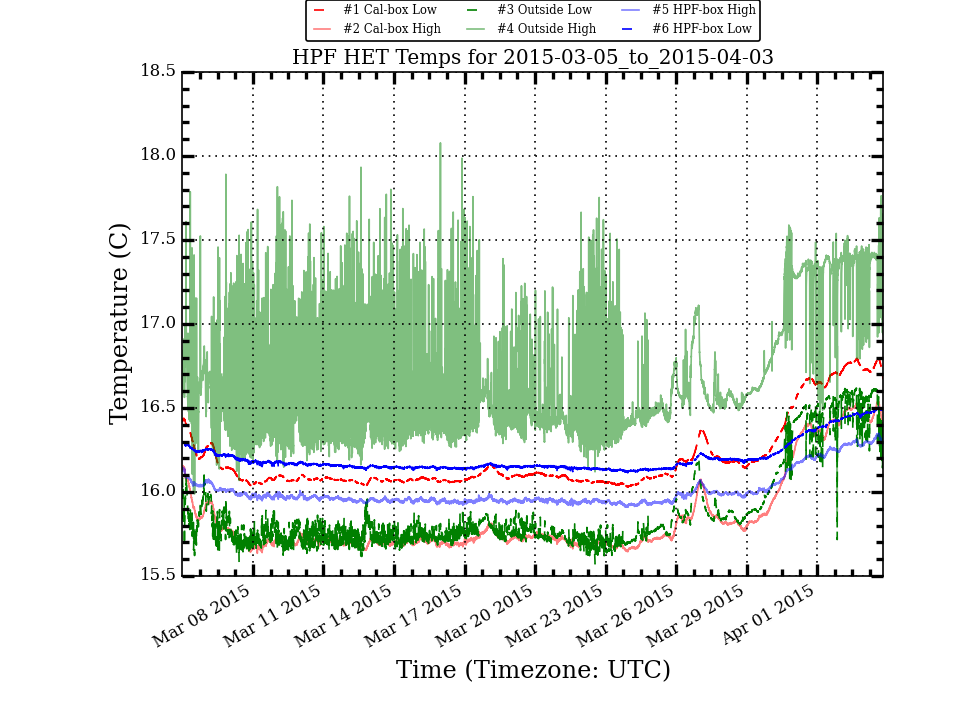 #1 Cal-box Low #3 Outside Low #5 HPF-box High
#2 Cal-box High #4 Outside High #6 HPF-box Low
HPF HET Temps for 2015-03-05_to_2015-04-03
18.5
18.0
17.5
17.0
16.5
16.0
15.5
Temperature (C)
Mar 08 2015
Mar 11 2015
Mar 14 2015
Mar 17 2015
Mar 20 2015
Mar 23 2015
Mar 26 2015
Mar 29 2015
Apr 01 2015
Time (Timezone: UTC)